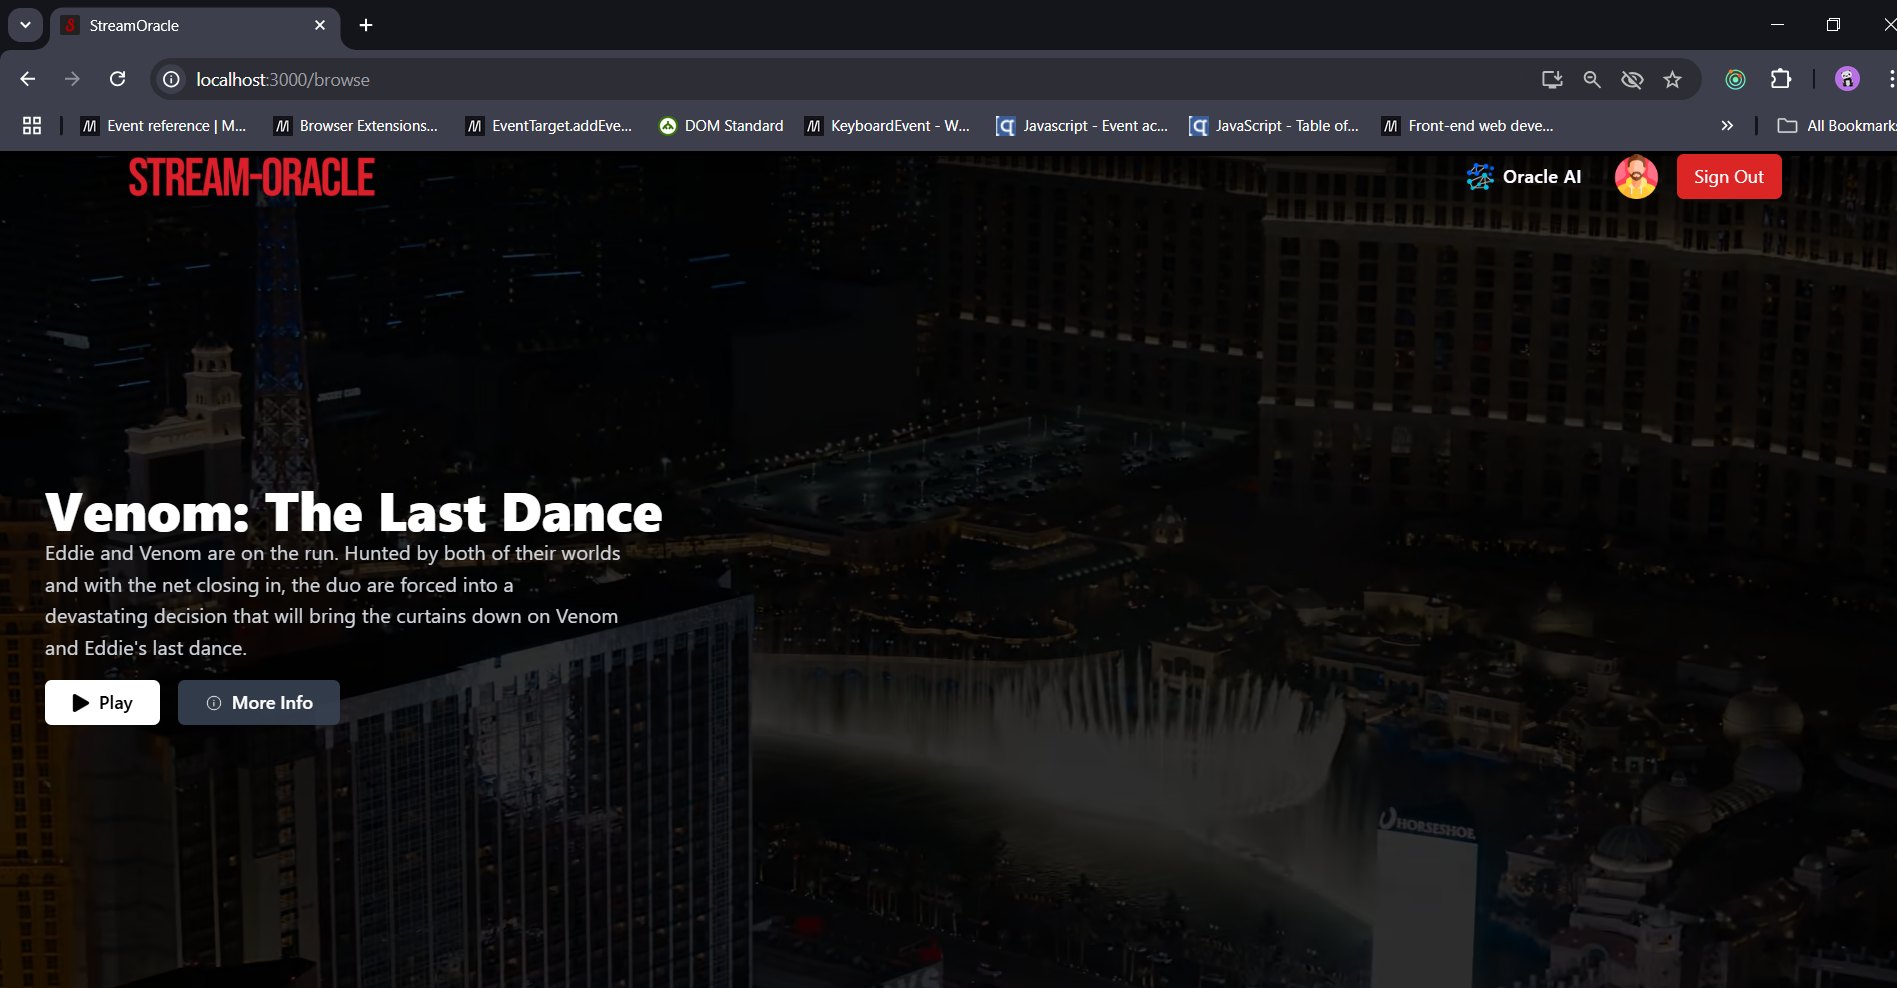 StreamOracle
localhost:3000/browse
Event reference | M...
Browser Extensions...
EventTarget.addEve...
DOM Standard
KeyboardEvent - W...
Javascript - Event ac...
JavaScript - Table of...
Front-end web deve...
All Bookmarks
STREAM-ORACLE
Oracle AI
Sign Out
Venom: The Last Dance
Eddie and Venom are on the run. Hunted by both of their worlds
and with the net closing in, the duo are forced into a
devastating decision that will bring the curtains down on Venom
and Eddie's last dance.
Play
More Info
HORSESHOE